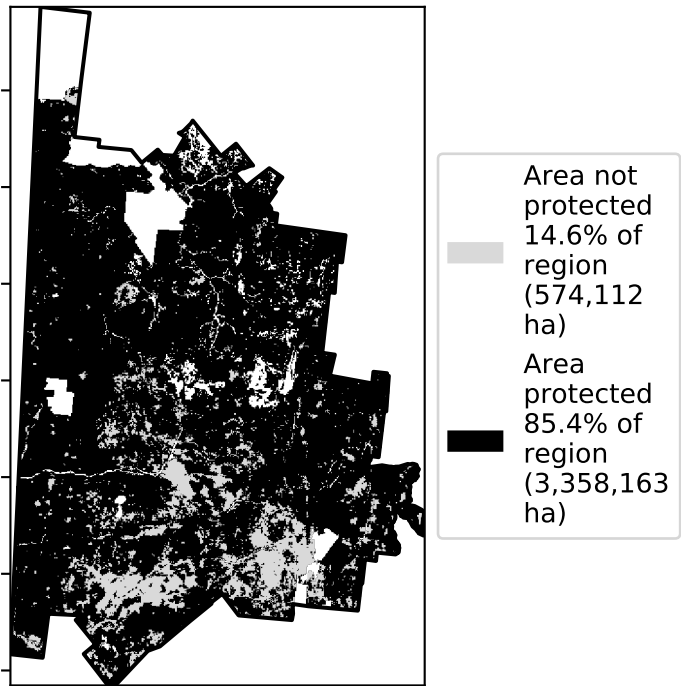 Area not
protected
14.6% of
region
(574,112
ha)
Area
protected
85.4% of
region
(3,358,163
ha)